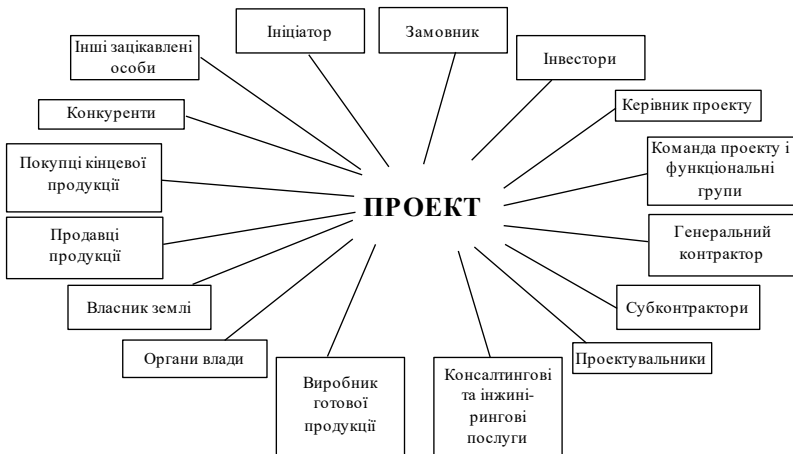 Ініціатор
Замовник
Інші зацікавлені
особи
Інвестори
Конкуренти
Керівник проекту
Покупці кінцевої
продукції
Команда проекту і
функціональні
групи
ПРОЕКТ
Продавці
продукції
Генеральний
контрактор
Власник землі
Субконтрактори
Органи влади
Проектувальники
Виробник
готової
продукції
Консалтингові
та інжині-
рингові
послуги